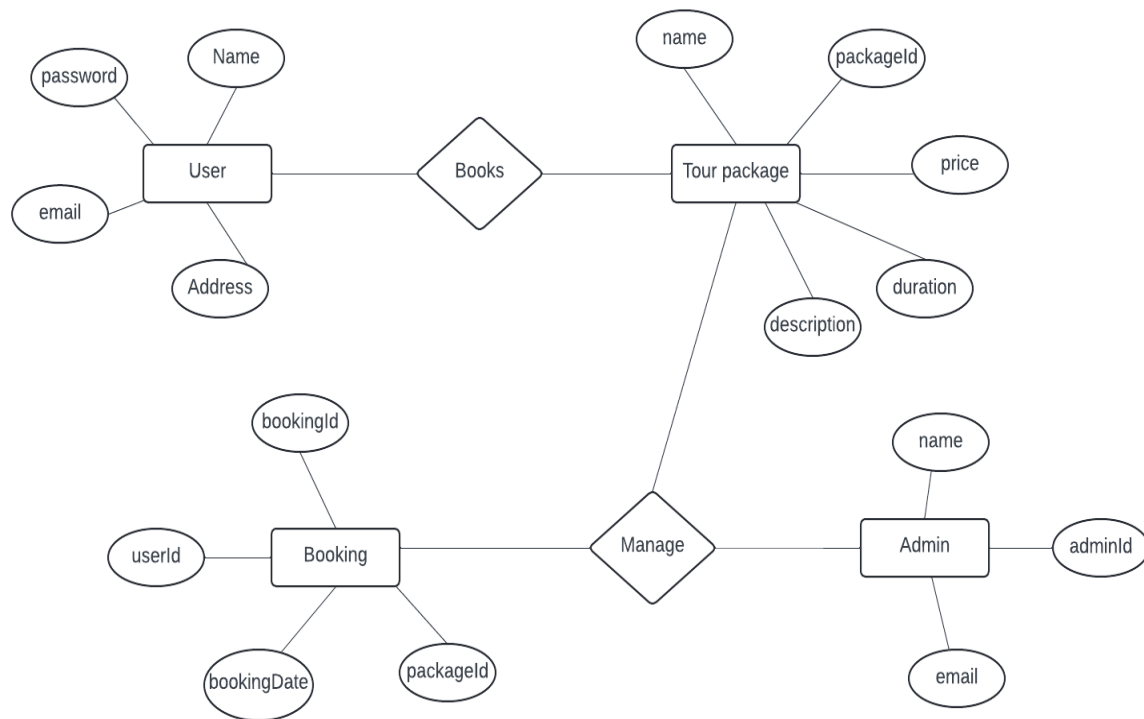 Name
name
password
packageId
User
Books
Tour package
price
email
Address
duration
description
bookingId
name
userId
Booking
Manage
Admin
adminId
bookingDate
packageId
email